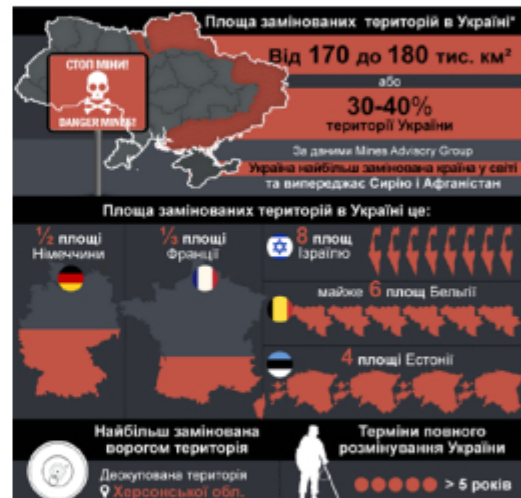 Площа замінованих територій в Україні*
СТОП МІНИ!
DANGER MINES!
Від 170 до 180 тис. км²
або
30-40%
території України
За даними Mines Advisory Group
Україна найбільш замінована країна у світі
та випереджає Сирію і Афганістан
Площа замінованих територій в Україні це:
½ площі
Німеччини
⅓ площі
Франції
8 площ
Ізраїлю
майже 6 площ Бельгії
4 площі Естонії
Найбільш замінована
ворогом територія
Деокупована територія
Херсонської обл.
Терміни повного
розмінування України
> 5 років